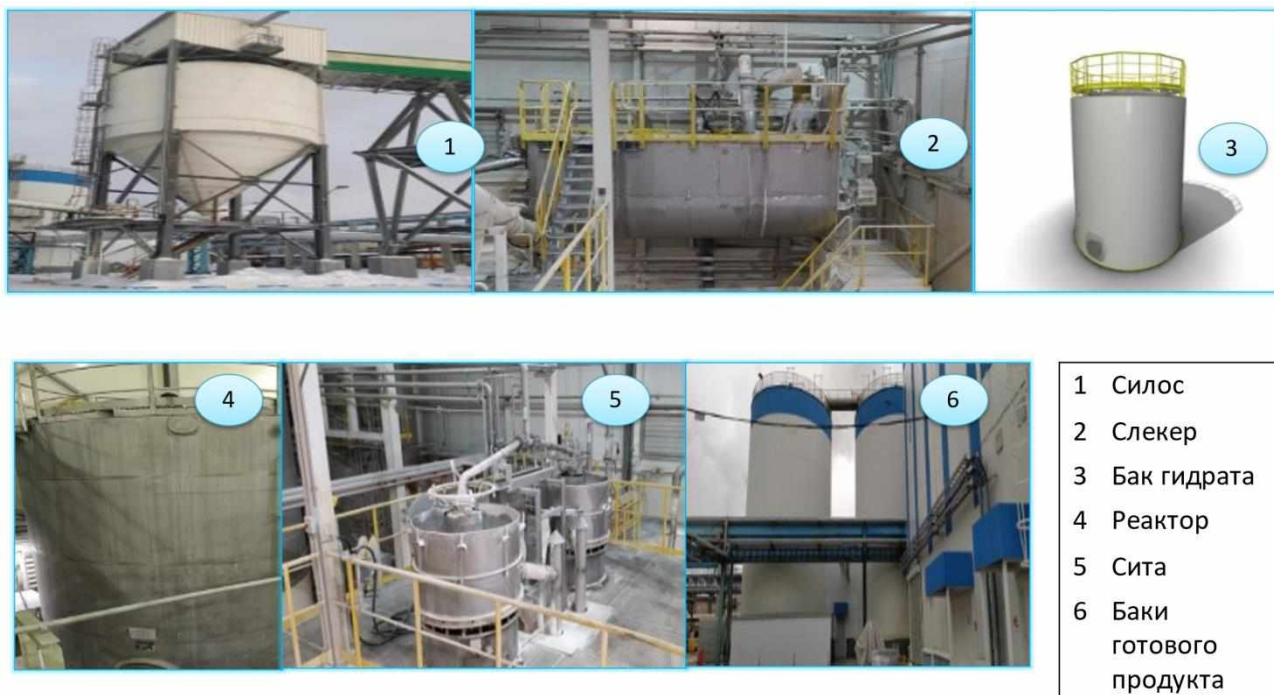 1
2
3
4
5
6
1 Силос
2 Слекер
3 Бак гидрата
4 Реактор
5 Сита
6 Баки
готового
продукта